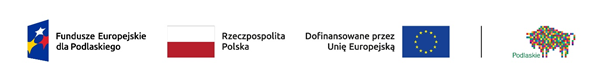 Fundusze Europejskie
dla Podlaskiego
Rzeczpospolita
Polska
Dofinansowane przez
Unię Europejską
Podlaskie